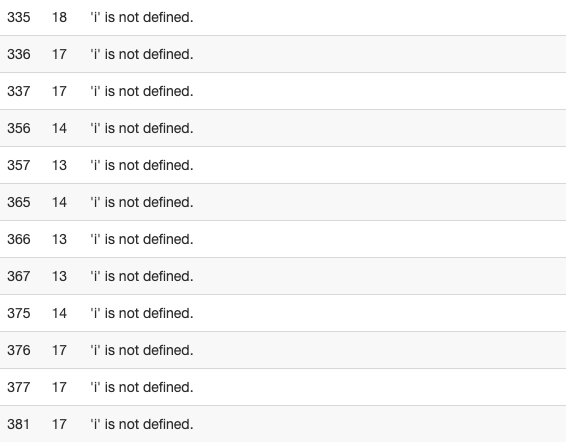 335 18 'i' is not defined.
336 17 'i' is not defined.
337 17 'i' is not defined.
356 14 'i' is not defined.
357 13 'i' is not defined.
365 14 'i' is not defined.
366 13 'i' is not defined.
367 13 'i' is not defined.
375 14 'i' is not defined.
376 17 'i' is not defined.
377 17 'i' is not defined.
381 17 'i' is not defined.